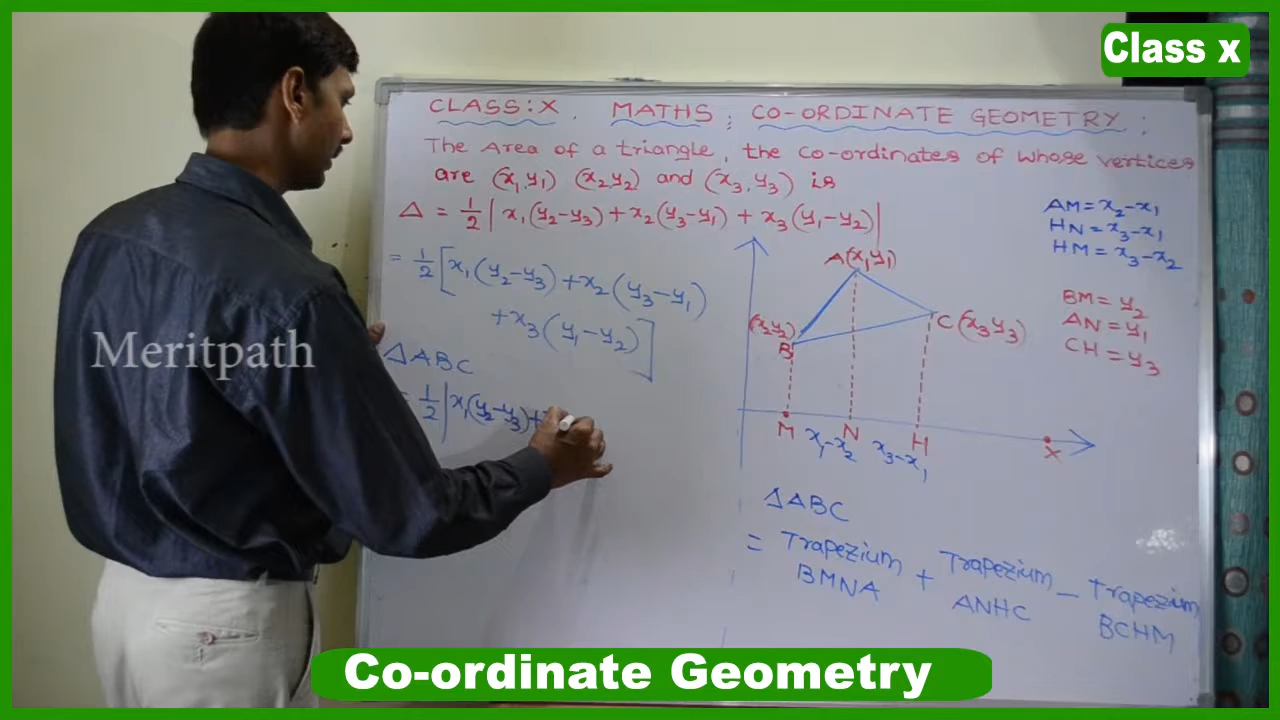 Class x
CLASS:X, MATHS; CO-ORDINATE GEOMETRY:
The Area of a triangle, the co-ordinates of whose vertices
are (x₁,y₁) (x₂,y₂) and (x₃,y₃) is
Δ = 1/2 | x₁(y₂-y₃)+x₂(y₃-y₁) + x₃(y₁-y₂)|
= 1/2 [x₁(y₂-y₃)+x₂(y₃-y₁)
+x₃(y₁-y₂)]
ΔABC
= 1/2 |x₁(y₂-y₃)+
AM=x₂-x₁
HN=x₃-x₁
HM=x₃-x₂
BM=y₂
AN=y₁
CH=y₃
A(x₁y₁)
(x₂y₂)
B
C(x₃y₃)
M N H X
x₁-x₂ x₃-x₁
ΔABC
= Trapezium BMNA + Trapezium ANHC - Trapezium BCHM
Meritpath
Co-ordinate Geometry